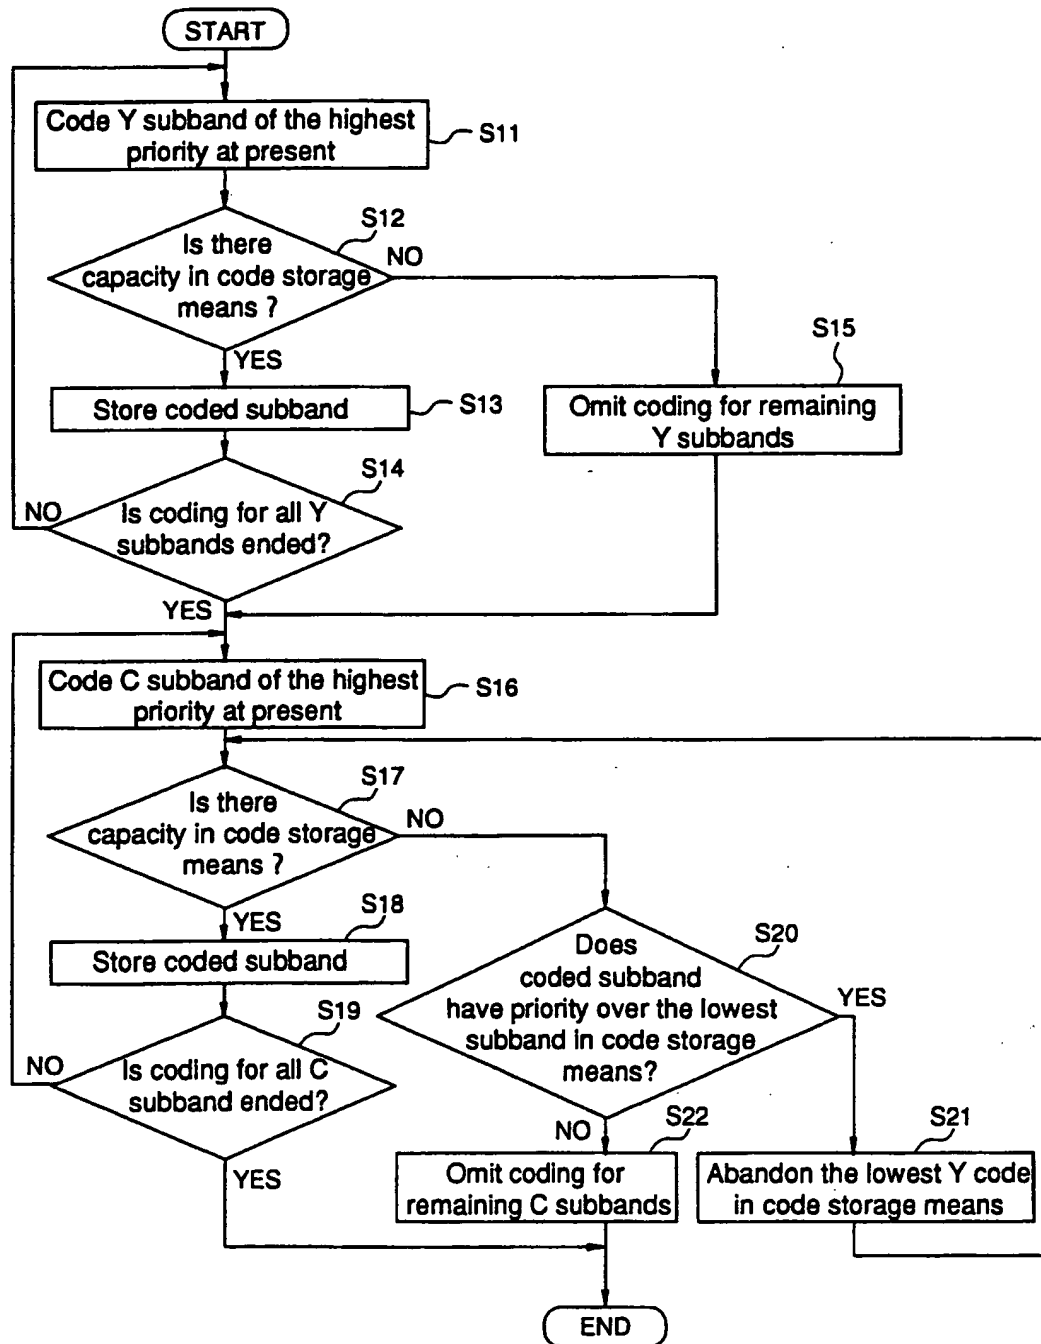 START
Code Y subband of the highest
priority at present
S11
S12
Is there
capacity in code storage
means ?
NO
YES
S15
Store coded subband
S13
Omit coding for remaining
Y subbands
S14
NO
Is coding for all Y
subbands ended?
YES
Code C subband of the highest
priority at present
S16
S17
Is there
capacity in code storage
means ?
NO
YES
S18
Store coded subband
S20
Does
coded subband
have priority over the lowest
subband in code storage
means?
YES
S19
NO
Is coding for all C
subband ended?
NO
S22
S21
YES
Omit coding for
remaining C subbands
Abandon the lowest Y code
in code storage means
END